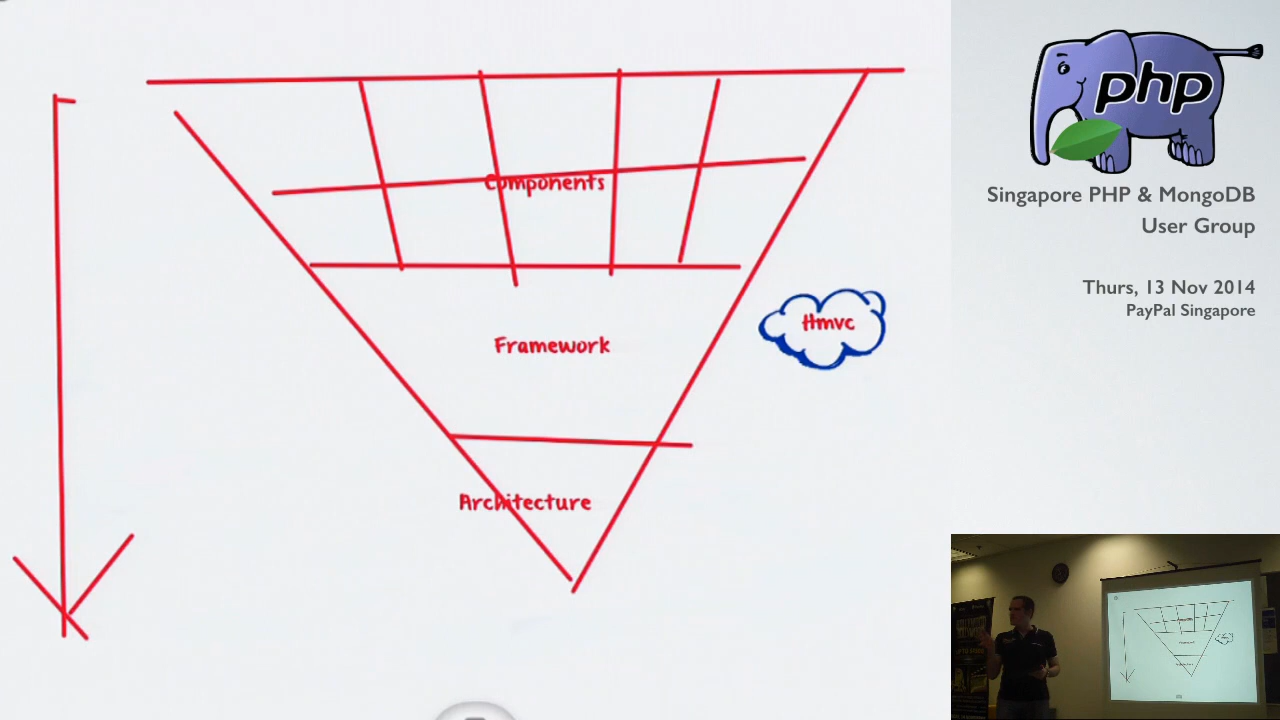 Components
Framework
Hmvc
Architecture
php
Singapore PHP & MongoDB
User Group
Thurs, 13 Nov 2014
PayPal Singapore